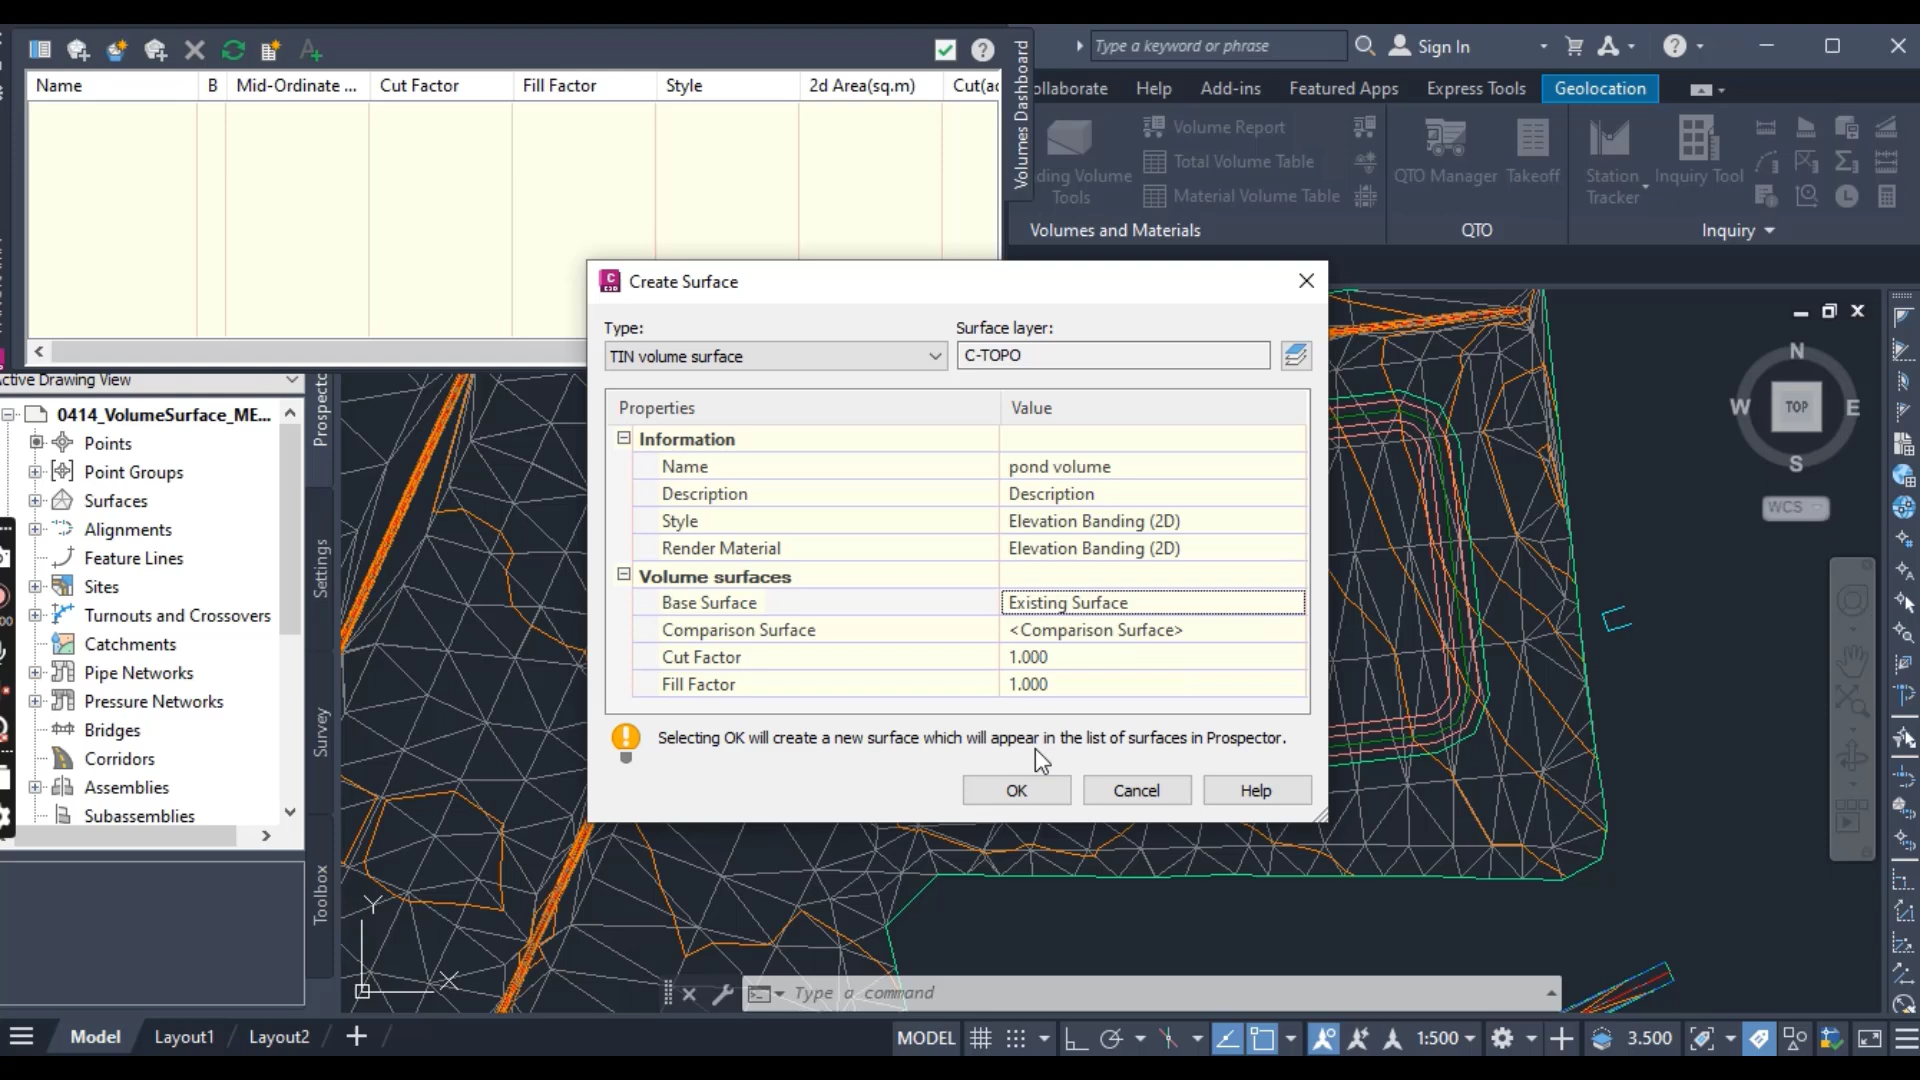 Name B Mid-Ordinate ... Cut Factor Fill Factor Style 2d Area(sq.m) Cut(ac
Volumes Dashboard
Type a keyword or phrase
Sign In
ollaborate Help Add-ins Featured Apps Express Tools Geolocation
Volume Report
Total Volume Table
Material Volume Table
ding Volume
Tools
QTO Manager Takeoff
Station
Tracker
Inquiry Tool
Volumes and Materials QTO Inquiry
ctive Drawing View
0414_VolumeSurface_ME...
Points
Point Groups
Surfaces
Alignments
Feature Lines
Sites
Turnouts and Crossovers
Catchments
Pipe Networks
Pressure Networks
Bridges
Corridors
Assemblies
Subassemblies
Prospectc
Settings
Survey
Toolbox
C
Create Surface
Type:
Surface layer:
TIN volume surface
C-TOPO
Properties Value
Information
Name pond volume
Description Description
Style Elevation Banding (2D)
Render Material Elevation Banding (2D)
Volume surfaces
Base Surface Existing Surface
Comparison Surface <Comparison Surface>
Cut Factor 1.000
Fill Factor 1.000
Selecting OK will create a new surface which will appear in the list of surfaces in Prospector.
OK Cancel Help
N
W TOP E
S
WCS
Y
X
Type a command
Model Layout1 Layout2
MODEL 1:500 3.500